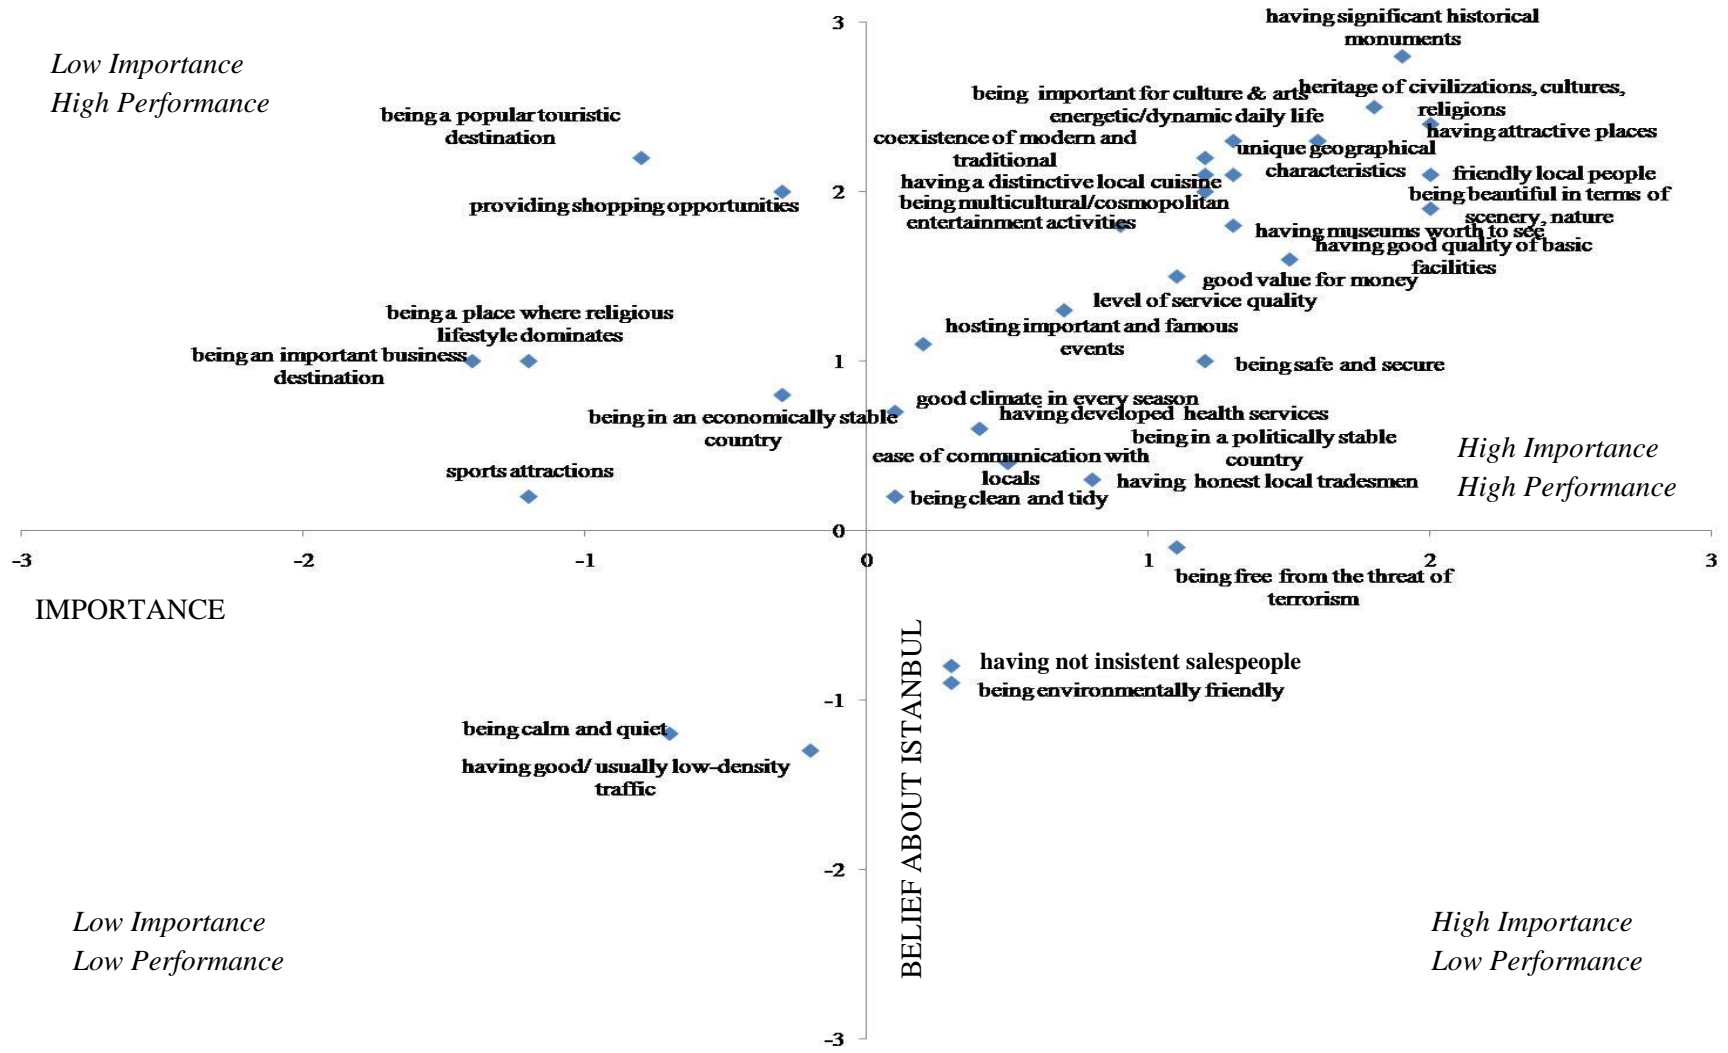 3
having significant historical
monuments
Low Importance
High Performance
being a popular touristic
destination
being important for culture & arts
heritage of civilizations, cultures,
religions
energetic/dynamic daily life
having attractive places
coexistence of modern and
traditional
unique geographical
characteristics
friendly local people
having a distinctive local cuisine
2
providing shopping opportunities
being multicultural/cosmopolitan
being beautiful in terms of
scenery, nature
entertainment activities
having museums worth to see
having good quality of basic
facilities
good value for money
level of service quality
being a place where religious
lifestyle dominates
hosting important and famous
events
being an important business
destination
1
being safe and secure
good climate in every season
being in an economically stable
country
having developed health services
being in a politically stable
country
High Importance
High Performance
ease of communication with
locals
sports attractions
having honest local tradesmen
being clean and tidy
0
-3
-2
-1
0
1
2
3
being free from the threat of
terrorism
IMPORTANCE
BELIEF ABOUT ISTANBUL
having not insistent salespeople
being environmentally friendly
-1
being calm and quiet
having good/ usually low-density
traffic
-2
Low Importance
Low Performance
High Importance
Low Performance
-3